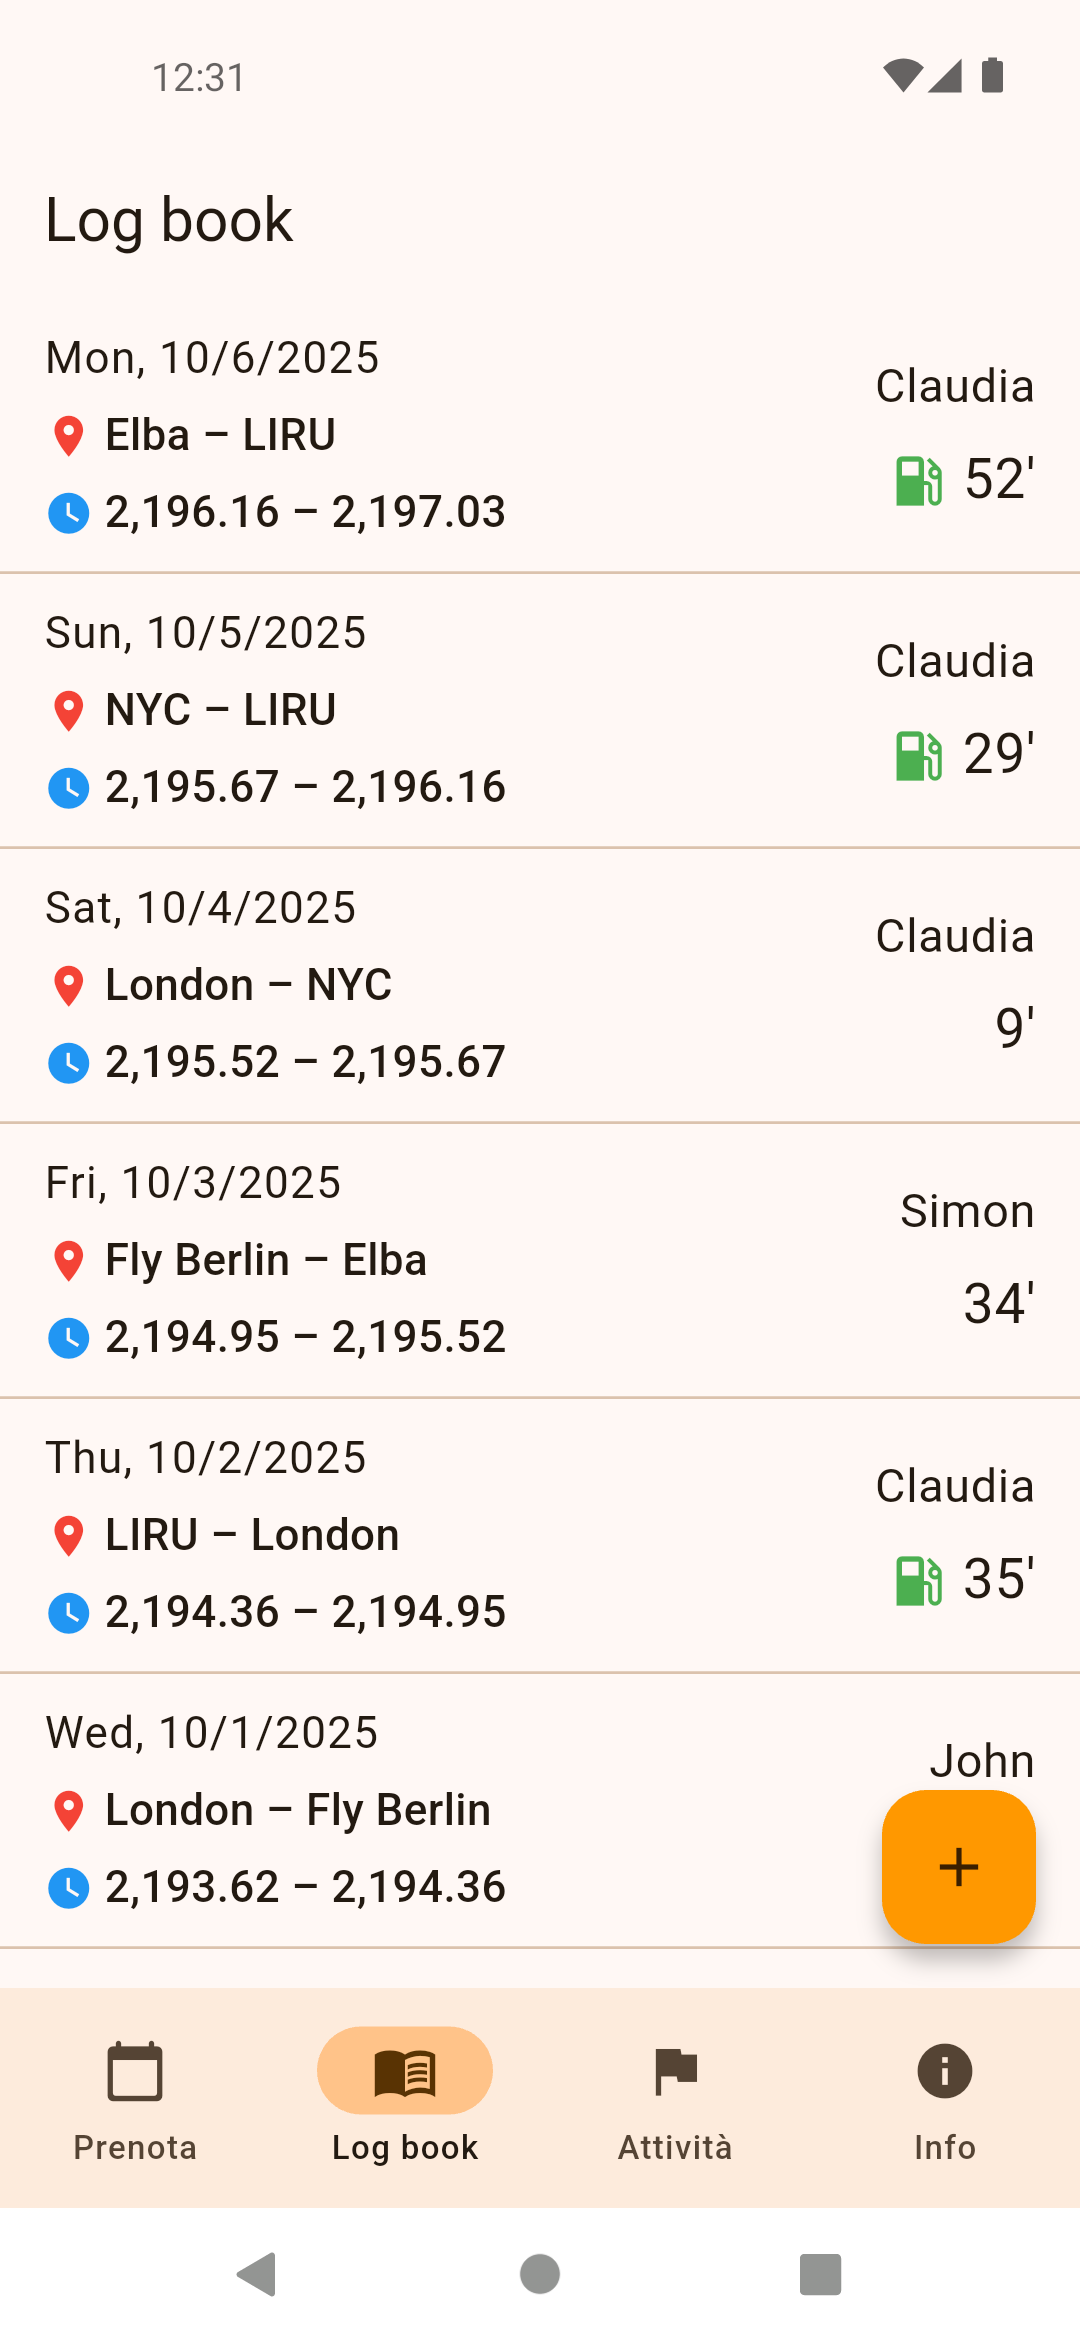 12:31
Log book
Mon, 10/6/2025
Claudia
Elba – LIRU
52'
2,196.16 – 2,197.03
Sun, 10/5/2025
Claudia
NYC – LIRU
29'
2,195.67 – 2,196.16
Sat, 10/4/2025
Claudia
London – NYC
9'
2,195.52 – 2,195.67
Fri, 10/3/2025
Simon
Fly Berlin – Elba
34'
2,194.95 – 2,195.52
Thu, 10/2/2025
Claudia
LIRU – London
35'
2,194.36 – 2,194.95
Wed, 10/1/2025
John
London – Fly Berlin
2,193.62 – 2,194.36
Prenota
Log book
Attività
Info